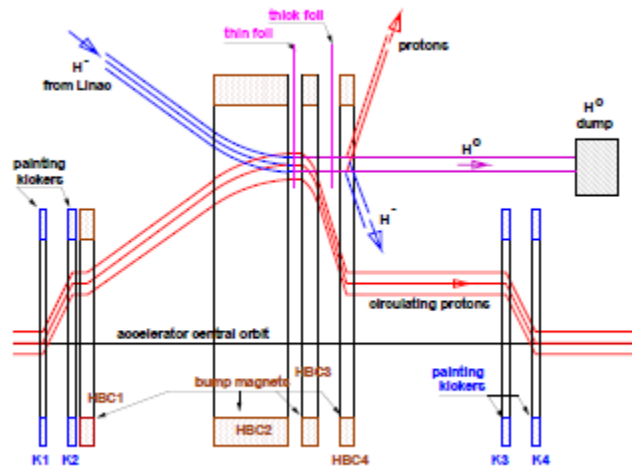 thick foil
thin foil
protons
H⁻
from Linac
H⁰
dump
H⁰
painting
kickers
H⁻
circulating protons
accelerator central orbit
HBC3
HBC1
bump magnets
painting
kickers
HBC2
HBC4
K1
K2
K3
K4